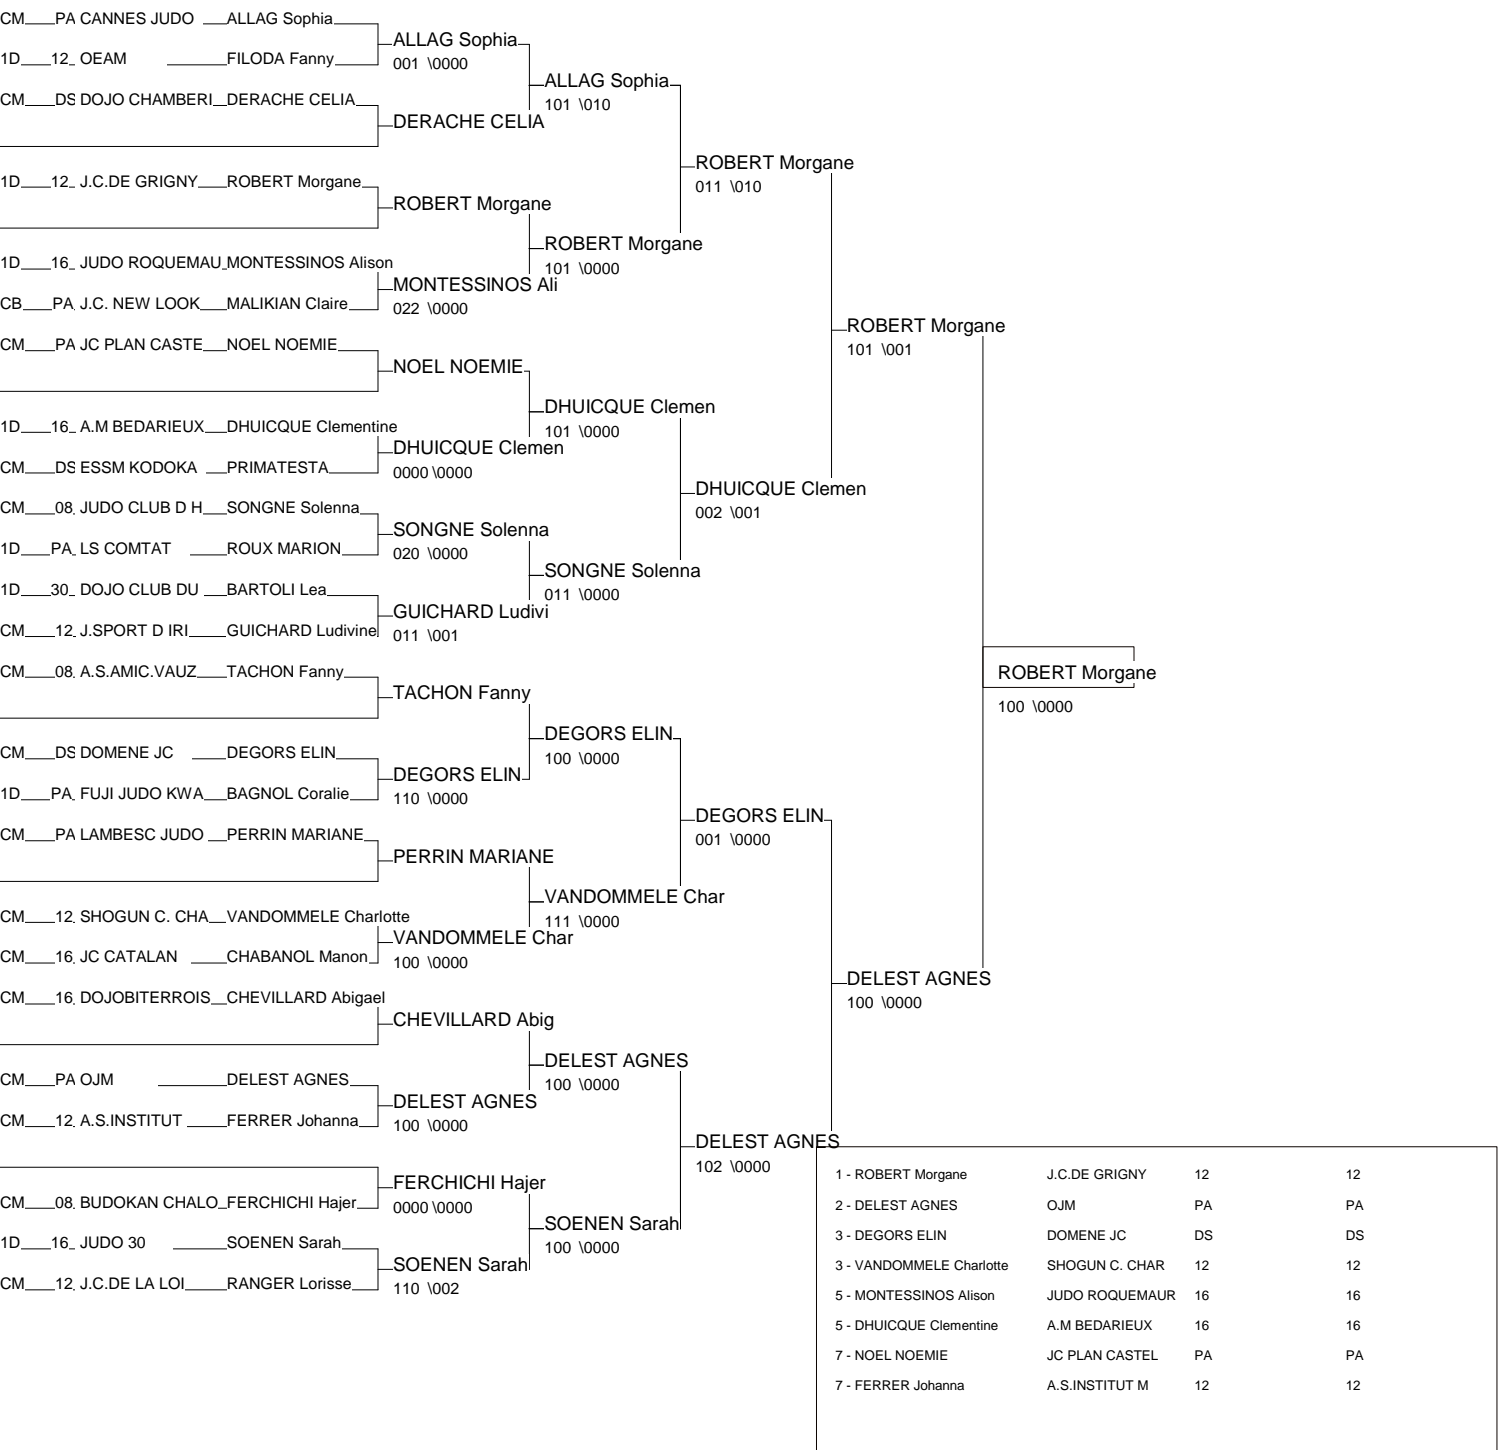 CM PA CANNES JUDO ALLAG Sophia
ALLAG Sophia
1D 12 OEAM FILODA Fanny
001 \0000
ALLAG Sophia
CM DS DOJO CHAMBERI DERACHE CELIA
101 \010
DERACHE CELIA
ROBERT Morgane
1D 12 J.C.DE GRIGNY ROBERT Morgane
011 \010
ROBERT Morgane
ROBERT Morgane
1D 16 JUDO ROQUEMAU MONTESSINOS Alison
101 \0000
MONTESSINOS Ali
CB PA J.C. NEW LOOK MALIKIAN Claire
022 \0000
ROBERT Morgane
CM PA JC PLAN CASTE NOEL NOEMIE
101 \001
NOEL NOEMIE
DHUICQUE Clemen
1D 16 A.M BEDARIEUX DHUICQUE Clementine
101 \0000
DHUICQUE Clemen
CM DS ESSM KODOKA PRIMATESTA
0000 \0000
DHUICQUE Clemen
CM 08 JUDO CLUB D H SONGNE Solenna
002 \001
SONGNE Solenna
1D PA LS COMTAT ROUX MARION
020 \0000
SONGNE Solenna
1D 30 DOJO CLUB DU BARTOLI Lea
011 \0000
GUICHARD Ludivi
CM 12 J.SPORT D IRI GUICHARD Ludivine
011 \001
CM 08 A.S.AMIC.VAUZ TACHON Fanny
ROBERT Morgane
TACHON Fanny
100 \0000
DEGORS ELIN
CM DS DOMENE JC DEGORS ELIN
100 \0000
DEGORS ELIN
1D PA FUJI JUDO KWA BAGNOL Coralie
110 \0000
DEGORS ELIN
CM PA LAMBESC JUDO PERRIN MARIANE
001 \0000
PERRIN MARIANE
VANDOMMELE Char
CM 12 SHOGUN C. CHA VANDOMMELE Charlotte
111 \0000
VANDOMMELE Char
CM 16 JC CATALAN CHABANOL Manon
100 \0000
DELEST AGNES
CM 16 DOJOBITERROIS CHEVILLARD Abigael
100 \0000
CHEVILLARD Abig
DELEST AGNES
CM PA OJM DELEST AGNES
100 \0000
DELEST AGNES
CM 12 A.S.INSTITUT FERRER Johanna
100 \0000
DELEST AGNES
102 \0000
FERCHICHI Hajer
CM 08 BUDOKAN CHALO FERCHICHI Hajer
0000 \0000
SOENEN Sarah
1D 16 JUDO 30 SOENEN Sarah
100 \0000
SOENEN Sarah
CM 12 J.C.DE LA LOI RANGER Lorisse
110 \002
1 - ROBERT Morgane J.C.DE GRIGNY 12 12
2 - DELEST AGNES OJM PA PA
3 - DEGORS ELIN DOMENE JC DS DS
3 - VANDOMMELE Charlotte SHOGUN C. CHAR 12 12
5 - MONTESSINOS Alison JUDO ROQUEMAUR 16 16
5 - DHUICQUE Clementine A.M BEDARIEUX 16 16
7 - NOEL NOEMIE JC PLAN CASTEL PA PA
7 - FERRER Johanna A.S.INSTITUT M 12 12